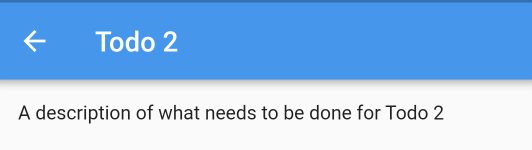 Todo 2
A description of what needs to be done for Todo 2